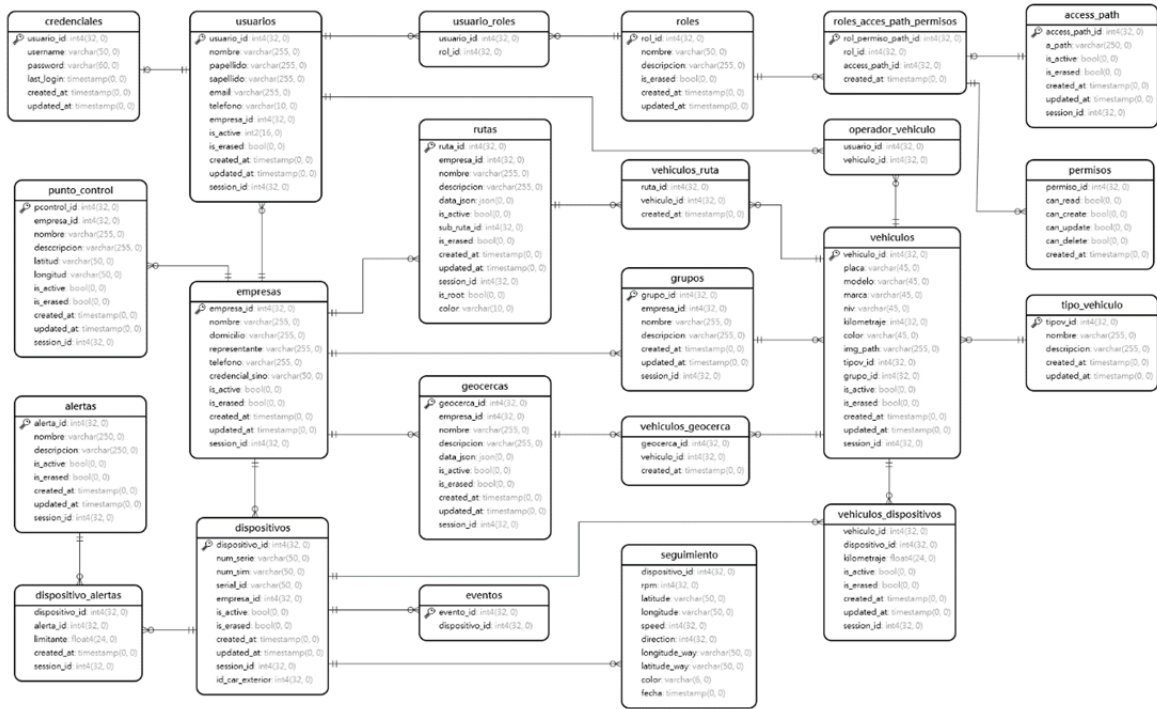 credenciales
usuario_id: int4(32, 0)
username: varchar(50, 0)
password: varchar(60, 0)
last_login: timestamp(0, 0)
created_at: timestamp(0, 0)
updated_at: timestamp(0, 0)
usuarios
usuario_id: int4(32, 0)
nombre: varchar(255, 0)
papellido: varchar(255, 0)
sapellido: varchar(255, 0)
email: varchar(255, 0)
telefono: varchar(10, 0)
empresa_id: int4(32, 0)
is_active: int2(16, 0)
is_erased: bool(0, 0)
created_at: timestamp(0, 0)
updated_at: timestamp(0, 0)
session_id: int4(32, 0)
usuario_roles
usuario_id: int4(32, 0)
rol_id: int4(32, 0)
roles
rol_id: int4(32, 0)
nombre: varchar(50, 0)
descripcion: varchar(255, 0)
is_erased: bool(0, 0)
created_at: timestamp(0, 0)
updated_at: timestamp(0, 0)
roles_acces_path_permisos
rol_permiso_path_id: int4(32, 0)
rol_id: int4(32, 0)
access_path_id: int4(32, 0)
created_at: timestamp(0, 0)
access_path
access_path_id: int4(32, 0)
a_path: varchar(250, 0)
is_active: bool(0, 0)
is_erased: bool(0, 0)
created_at: timestamp(0, 0)
updated_at: timestamp(0, 0)
session_id: int4(32, 0)
rutas
ruta_id: int4(32, 0)
empresa_id: int4(32, 0)
nombre: varchar(255, 0)
descripcion: varchar(255, 0)
data_json: json(0, 0)
is_active: bool(0, 0)
sub_ruta_id: int4(32, 0)
is_erased: bool(0, 0)
created_at: timestamp(0, 0)
updated_at: timestamp(0, 0)
session_id: int4(32, 0)
is_root: bool(0, 0)
color: varchar(10, 0)
operador_vehiculo
usuario_id: int4(32, 0)
vehiculo_id: int4(32, 0)
vehiculos_ruta
ruta_id: int4(32, 0)
vehiculo_id: int4(32, 0)
created_at: timestamp(0, 0)
permisos
permiso_id: int4(32, 0)
can_read: bool(0, 0)
can_create: bool(0, 0)
can_update: bool(0, 0)
can_delete: bool(0, 0)
created_at: timestamp(0, 0)
punto_control
pcontrol_id: int4(32, 0)
empresa_id: int4(32, 0)
nombre: varchar(255, 0)
desccripcion: varchar(255, 0)
latitud: varchar(50, 0)
longitud: varchar(50, 0)
is_active: bool(0, 0)
is_erased: bool(0, 0)
created_at: timestamp(0, 0)
updated_at: timestamp(0, 0)
session_id: int4(32, 0)
vehiculos
vehiculo_id: int4(32, 0)
placa: varchar(45, 0)
modelo: varchar(45, 0)
marca: varchar(45, 0)
niv: varchar(45, 0)
kilometraje: int4(32, 0)
color: varchar(45, 0)
img_path: varchar(255, 0)
tipov_id: int4(32, 0)
grupo_id: int4(32, 0)
is_active: bool(0, 0)
is_erased: bool(0, 0)
created_at: timestamp(0, 0)
updated_at: timestamp(0, 0)
session_id: int4(32, 0)
empresas
empresa_id: int4(32, 0)
nombre: varchar(255, 0)
domicilio: varchar(255, 0)
representante: varchar(255, 0)
telefono: varchar(255, 0)
credencial_sino: varchar(50, 0)
is_active: bool(0, 0)
is_erased: bool(0, 0)
created_at: timestamp(0, 0)
updated_at: timestamp(0, 0)
session_id: int4(32, 0)
grupos
grupo_id: int4(32, 0)
empresa_id: int4(32, 0)
nombre: varchar(255, 0)
descripcion: varchar(255, 0)
created_at: timestamp(0, 0)
updated_at: timestamp(0, 0)
session_id: int4(32, 0)
tipo_vehiculo
tipov_id: int4(32, 0)
nombre: varchar(255, 0)
descripcion: varchar(255, 0)
created_at: timestamp(0, 0)
updated_at: timestamp(0, 0)
alertas
alerta_id: int4(32, 0)
nombre: varchar(250, 0)
descripcion: varchar(250, 0)
is_active: bool(0, 0)
is_erased: bool(0, 0)
created_at: timestamp(0, 0)
updated_at: timestamp(0, 0)
session_id: int4(32, 0)
geocercas
geocerca_id: int4(32, 0)
empresa_id: int4(32, 0)
nombre: varchar(255, 0)
descripcion: varchar(255, 0)
data_json: json(0, 0)
is_active: bool(0, 0)
is_erased: bool(0, 0)
created_at: timestamp(0, 0)
updated_at: timestamp(0, 0)
session_id: int4(32, 0)
vehiculos_geocerca
geocerca_id: int4(32, 0)
vehiculo_id: int4(32, 0)
created_at: timestamp(0, 0)
dispositivos
dispositivo_id: int4(32, 0)
num_serie: varchar(50, 0)
num_sim: varchar(50, 0)
serial_id: varchar(50, 0)
empresa_id: int4(32, 0)
is_active: bool(0, 0)
is_erased: bool(0, 0)
created_at: timestamp(0, 0)
updated_at: timestamp(0, 0)
session_id: int4(32, 0)
id_car_exterior: int4(32, 0)
vehiculos_dispositivos
vehiculo_id: int4(32, 0)
dispositivo_id: int4(32, 0)
kilometraje: float4(24, 0)
is_active: bool(0, 0)
is_erased: bool(0, 0)
created_at: timestamp(0, 0)
updated_at: timestamp(0, 0)
session_id: int4(32, 0)
seguimiento
dispositivo_id: int4(32, 0)
rpm: int4(32, 0)
latitude: varchar(50, 0)
longitude: varchar(50, 0)
speed: int4(32, 0)
direction: int4(32, 0)
longitude_way: varchar(50, 0)
latitude_way: varchar(50, 0)
color: varchar(6, 0)
fecha: timestamp(0, 0)
dispositivo_alertas
dispositivo_id: int4(32, 0)
alerta_id: int4(32, 0)
limitante: float4(24, 0)
created_at: timestamp(0, 0)
session_id: int4(32, 0)
eventos
evento_id: int4(32, 0)
dispositivo_id: int4(32, 0)